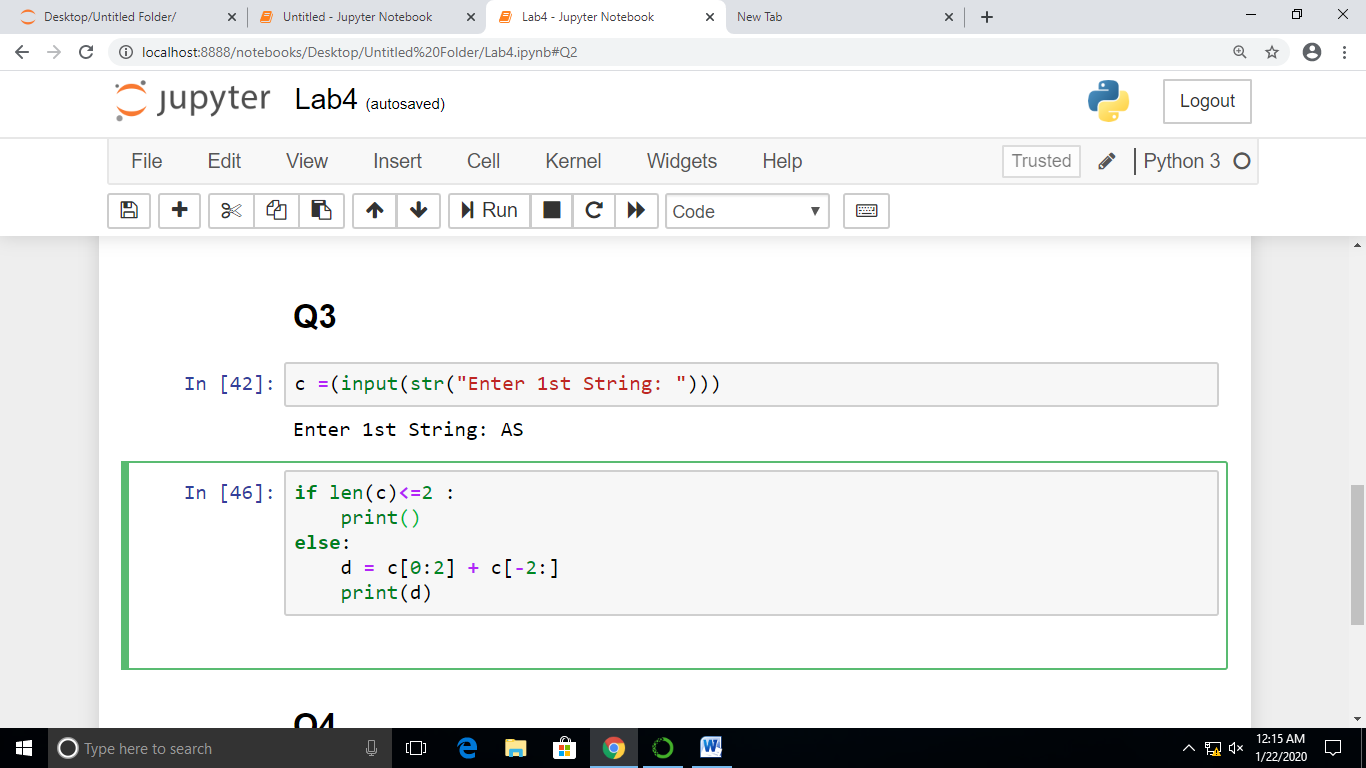 Desktop/Untitled Folder/
Untitled - Jupyter Notebook
Lab4 - Jupyter Notebook
New Tab
localhost:8888/notebooks/Desktop/Untitled%20Folder/Lab4.ipynb#Q2
jupyter Lab4 (autosaved)
Logout
File Edit View Insert Cell Kernel Widgets Help
Trusted
Python 3
Run
Code
Q3
In [42]: c =(input(str("Enter 1st String: ")))
Enter 1st String: AS
In [46]: if len(c)<=2 :
print()
else:
d = c[0:2] + c[-2:]
print(d)
Q4
Type here to search
12:15 AM
1/22/2020